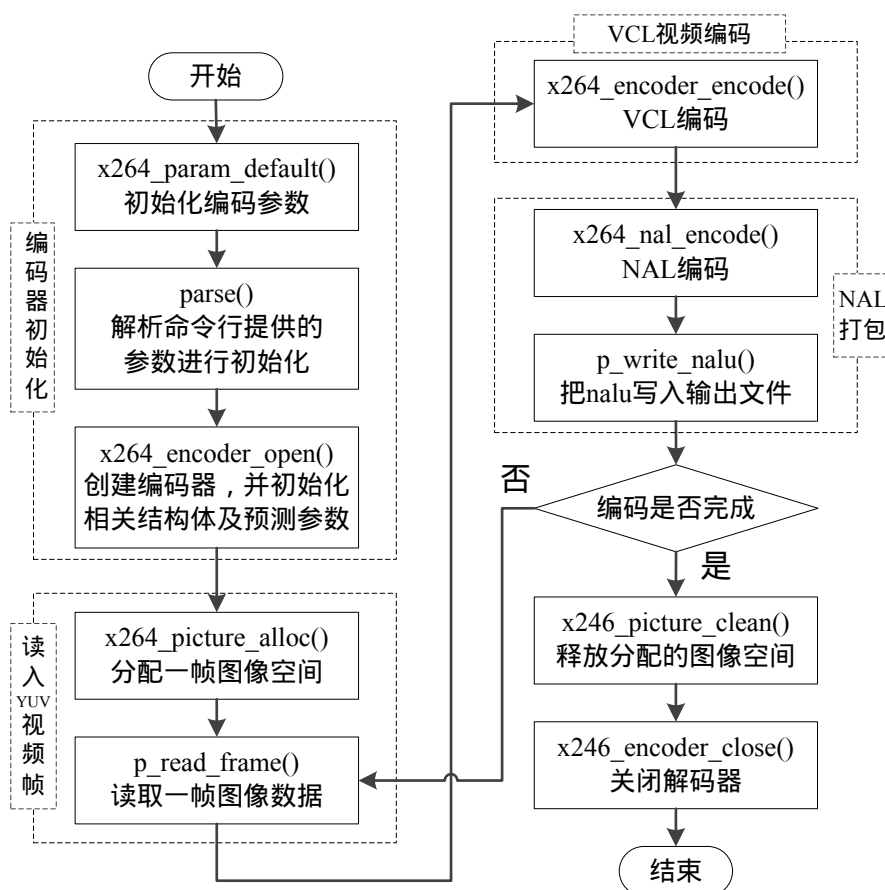 开始
编码器初始化
x264_param_default()
初始化编码参数
parse()
解析命令行提供的
参数进行初始化
x264_encoder_open()
创建编码器，并初始化
相关结构体及预测参数
读入
YUV
视频帧
x264_picture_alloc()
分配一帧图像空间
p_read_frame()
读取一帧图像数据
VCL视频编码
x264_encoder_encode()
VCL编码
x264_nal_encode()
NAL编码
NAL
打包
p_write_nalu()
把nalu写入输出文件
否
编码是否完成
是
x246_picture_clean()
释放分配的图像空间
x246_encoder_close()
关闭解码器
结束